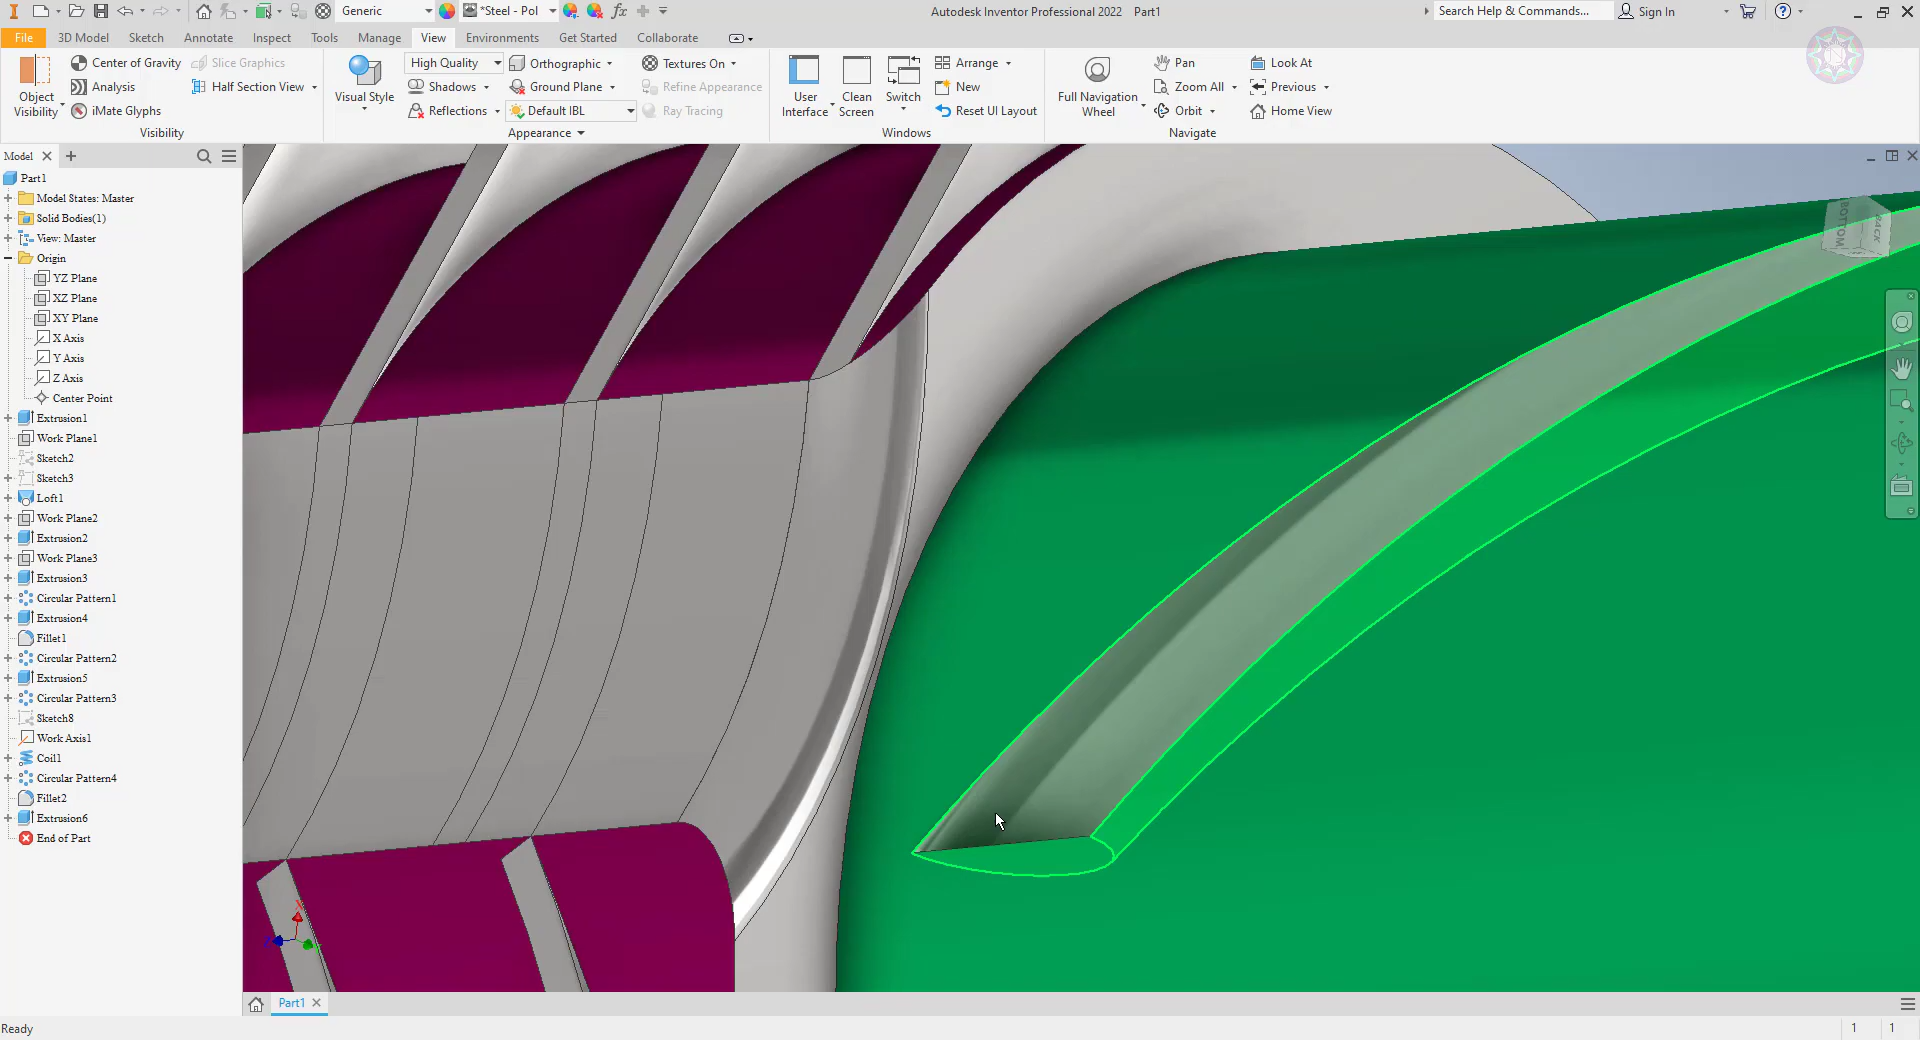 Generic
*Steel - Pol
Autodesk Inventor Professional 2022 Part1
Search Help & Commands...
Sign In
File
3D Model
Sketch
Annotate
Inspect
Tools
Manage
View
Environments
Get Started
Collaborate
Object Visibility
Center of Gravity
Slice Graphics
Analysis
Half Section View
iMate Glyphs
Visibility
Visual Style
High Quality
Shadows
Reflections
Orthographic
Ground Plane
Default IBL
Textures On
Refine Appearance
Ray Tracing
Appearance
User Interface
Clean Screen
Switch
Arrange
New
Reset UI Layout
Windows
Full Navigation Wheel
Pan
Zoom All
Orbit
Look At
Previous
Home View
Navigate
Model
Part1
Model States: Master
Solid Bodies(1)
View: Master
Origin
YZ Plane
XZ Plane
XY Plane
X Axis
Y Axis
Z Axis
Center Point
Extrusion1
Work Plane1
Sketch2
Sketch3
Loft1
Work Plane2
Extrusion2
Work Plane3
Extrusion3
Circular Pattern1
Extrusion4
Fillet1
Circular Pattern2
Extrusion5
Circular Pattern3
Sketch8
Work Axis1
Coil1
Circular Pattern4
Fillet2
Extrusion6
End of Part
BOTTOM
BACK
X
Part1
Ready
1 1